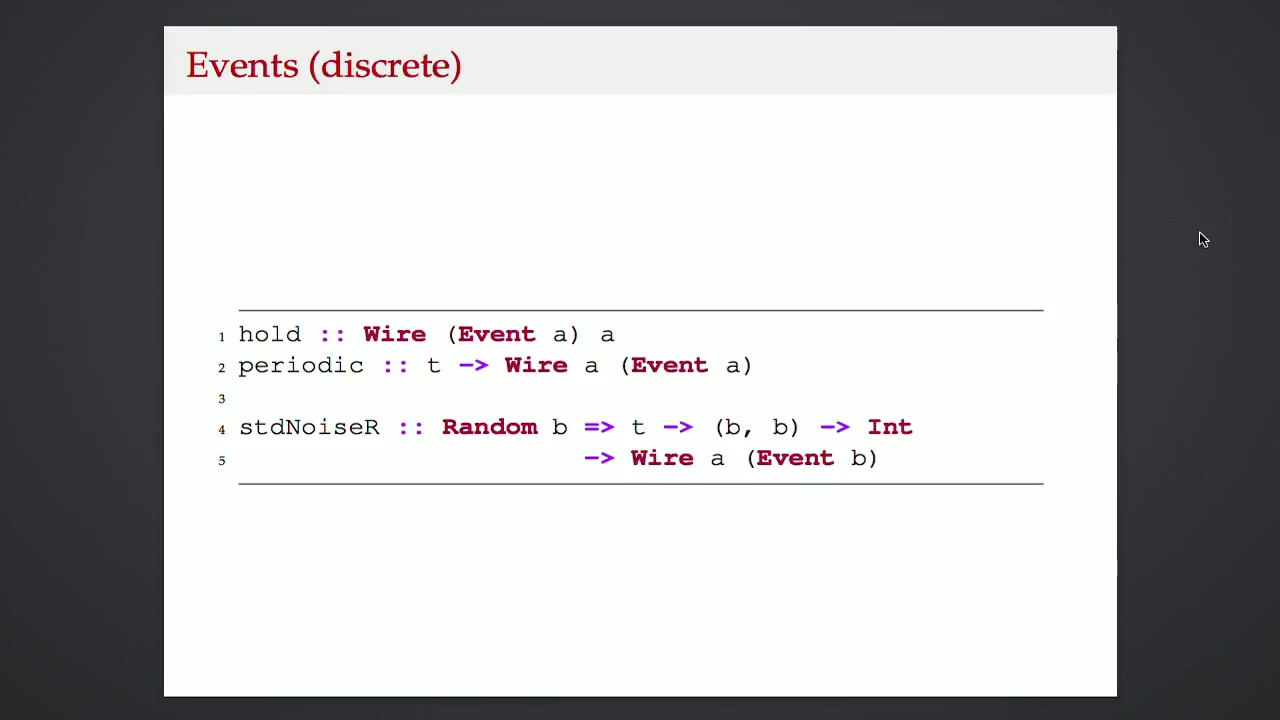 Events (discrete)
1 hold :: Wire (Event a) a
2 periodic :: t -> Wire a (Event a)
3
4 stdNoiseR :: Random b => t -> (b, b) -> Int
5 -> Wire a (Event b)